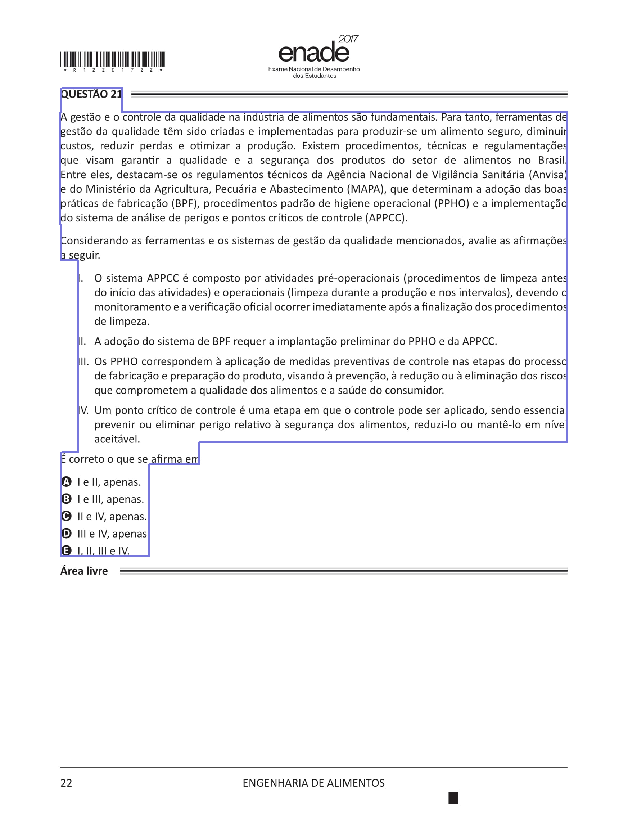 2017
enade
Exame Nacional de Desempenho
dos Estudantes
QUESTÃO 21
A gestão e o controle da qualidade na indústria de alimentos são fundamentais. Para tanto, ferramentas de
gestão da qualidade têm sido criadas e implementadas para produzir-se um alimento seguro, diminuir
custos, reduzir perdas e otimizar a produção. Existem procedimentos, técnicas e regulamentações
que visam garantir a qualidade e a segurança dos produtos do setor de alimentos no Brasil.
Entre eles, destacam-se os regulamentos técnicos da Agência Nacional de Vigilância Sanitária (Anvisa)
e do Ministério da Agricultura, Pecuária e Abastecimento (MAPA), que determinam a adoção das boas
práticas de fabricação (BPF), procedimentos padrão de higiene operacional (PPHO) e a implementação
do sistema de análise de perigos e pontos críticos de controle (APPCC).
Considerando as ferramentas e os sistemas de gestão da qualidade mencionados, avalie as afirmações
a seguir.
I. O sistema APPCC é composto por atividades pré-operacionais (procedimentos de limpeza antes
do início das atividades) e operacionais (limpeza durante a produção e nos intervalos), devendo o
monitoramento e a verificação oficial ocorrer imediatamente após a finalização dos procedimentos
de limpeza.
II. A adoção do sistema de BPF requer a implantação preliminar do PPHO e da APPCC.
III. Os PPHO correspondem à aplicação de medidas preventivas de controle nas etapas do processo
de fabricação e preparação do produto, visando à prevenção, à redução ou à eliminação dos riscos
que comprometem a qualidade dos alimentos e a saúde do consumidor.
IV. Um ponto crítico de controle é uma etapa em que o controle pode ser aplicado, sendo essencial
prevenir ou eliminar perigo relativo à segurança dos alimentos, reduzi-lo ou mantê-lo em nível
aceitável.
É correto o que se afirma em
A I e II, apenas.
B I e III, apenas.
C II e IV, apenas.
D III e IV, apenas
E I, II, III e IV.
Área livre
22
ENGENHARIA DE ALIMENTOS